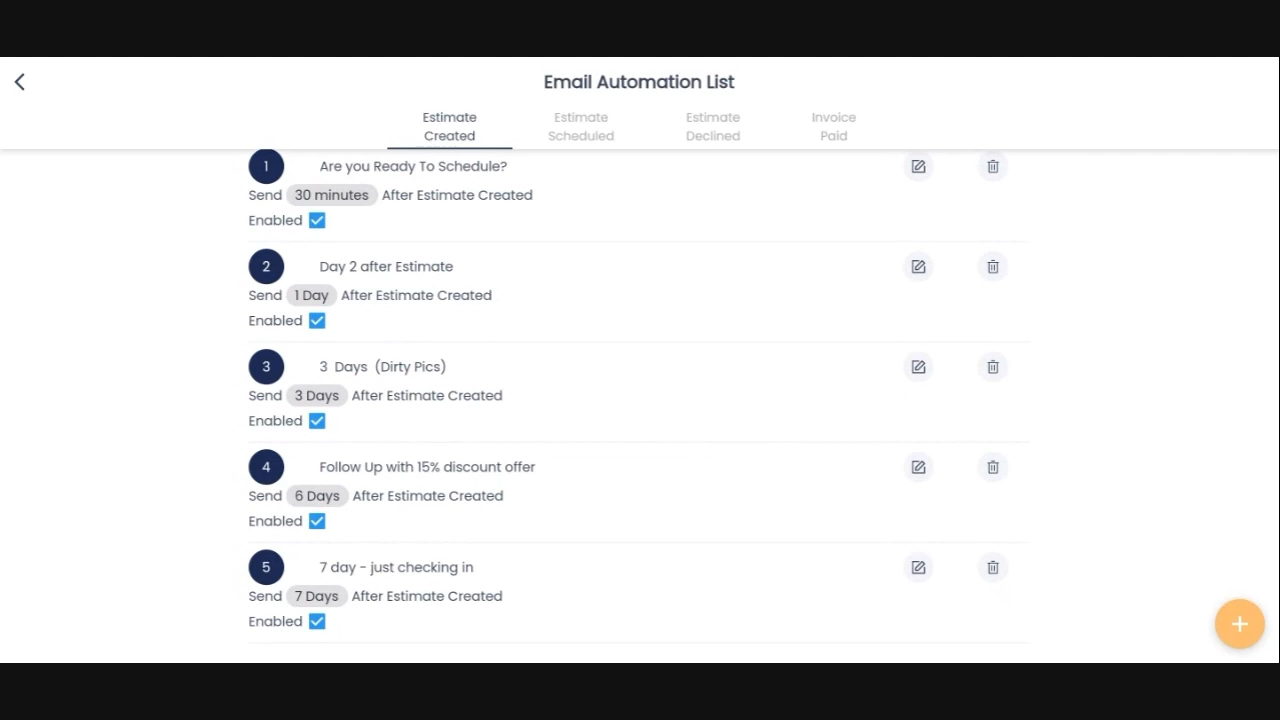 Email Automation List
Estimate Created
Estimate Scheduled
Estimate Declined
Invoice Paid
1 Are you Ready To Schedule?
Send 30 minutes After Estimate Created
Enabled
2 Day 2 after Estimate
Send 1 Day After Estimate Created
Enabled
3 3 Days (Dirty Pics)
Send 3 Days After Estimate Created
Enabled
4 Follow Up with 15% discount offer
Send 6 Days After Estimate Created
Enabled
5 7 day - just checking in
Send 7 Days After Estimate Created
Enabled